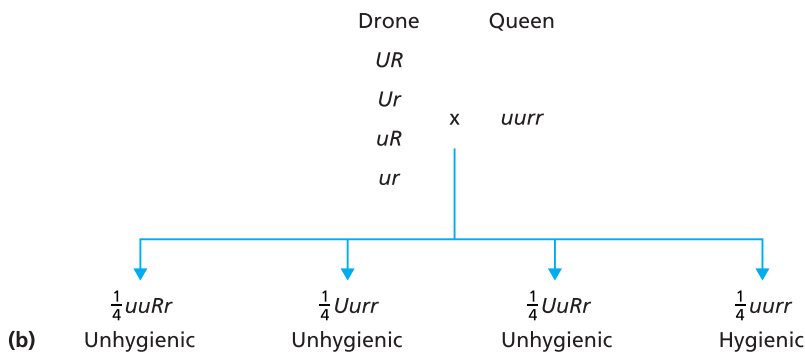 Drone Queen
UR
Ur
x uurr
uR
ur
1/4 uuRr 1/4 Uurr 1/4 UuRr 1/4 uurr
(b) Unhygienic Unhygienic Unhygienic Hygienic